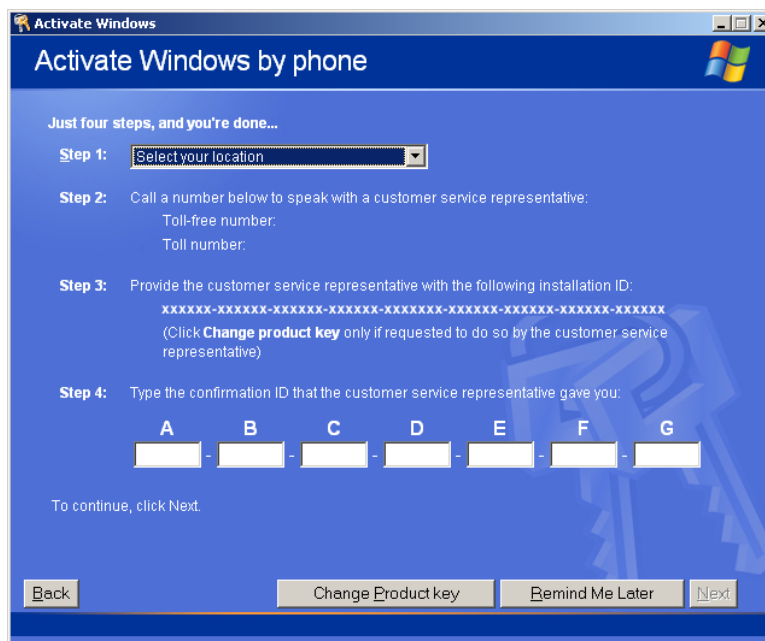 Activate Windows
Activate Windows by phone
Just four steps, and you're done...
Step 1: Select your location
Step 2: Call a number below to speak with a customer service representative:
Toll-free number:
Toll number:
Step 3: Provide the customer service representative with the following installation ID:
xxxxxx-xxxxxx-xxxxxx-xxxxxx-xxxxxxx-xxxxxx-xxxxxx-xxxxxx-xxxxxx
(Click Change product key only if requested to do so by the customer service
representative)
Step 4: Type the confirmation ID that the customer service representative gave you:
A B C D E F G
- - - - - -
To continue, click Next.
Back Change Product key Remind Me Later Next